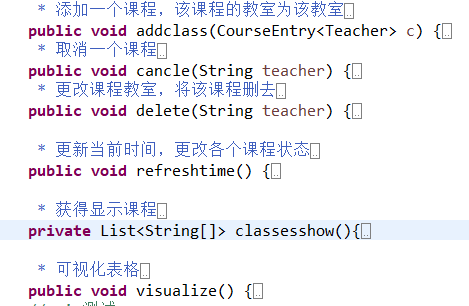 * 添加一个课程，该课程的教室为该教室
public void addclass(CourseEntry<Teacher> c) {
* 取消一个课程
public void cancle(String teacher) {
* 更改课程教室，将该课程删去
public void delete(String teacher) {
* 更新当前时间，更改各个课程状态
public void refreshtime() {
* 获得显示课程
private List<String[]> classesshow(){
* 可视化表格
public void visualize() {